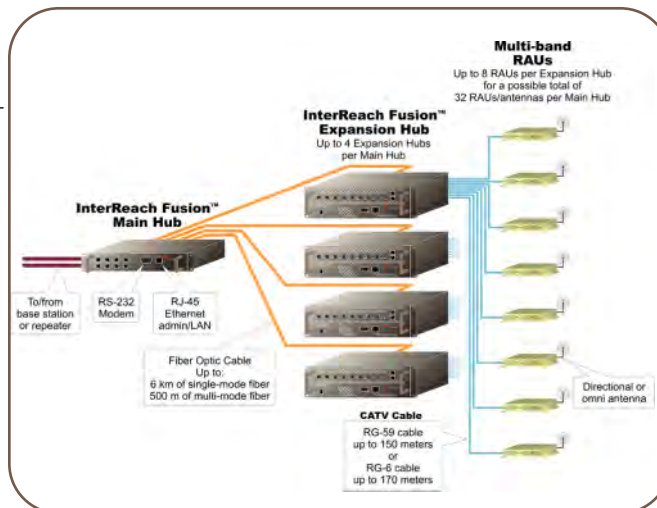 Multi-band
RAUs
Up to 8 RAUs per Expansion Hub
for a possible total of
32 RAUs/antennas per Main Hub
InterReach Fusion™
Expansion Hub
Up to 4 Expansion Hubs
per Main Hub
InterReach Fusion™
Main Hub
To/from
base station
or repeater
RS-232
Modem
RJ-45
Ethernet
admin/LAN
Fiber Optic Cable
Up to:
6 km of single-mode fiber
500 m of multi-mode fiber
Directional or
omni antenna
CATV Cable
RG-59 cable
up to 150 meters
or
RG-6 cable
up to 170 meters